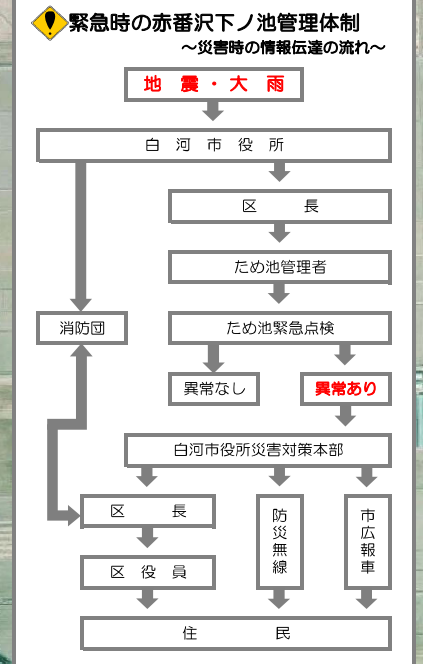 緊急時の赤番沢下ノ池管理体制
～災害時の情報伝達の流れ～
地　震・大　雨
白　河　市　役　所
区　　　長
ため池管理者
消防団
ため池緊急点検
異常なし
異常あり
白河市役所災害対策本部
区　　　長
防災無線
市広報車
区　役　員
住　　　　　民